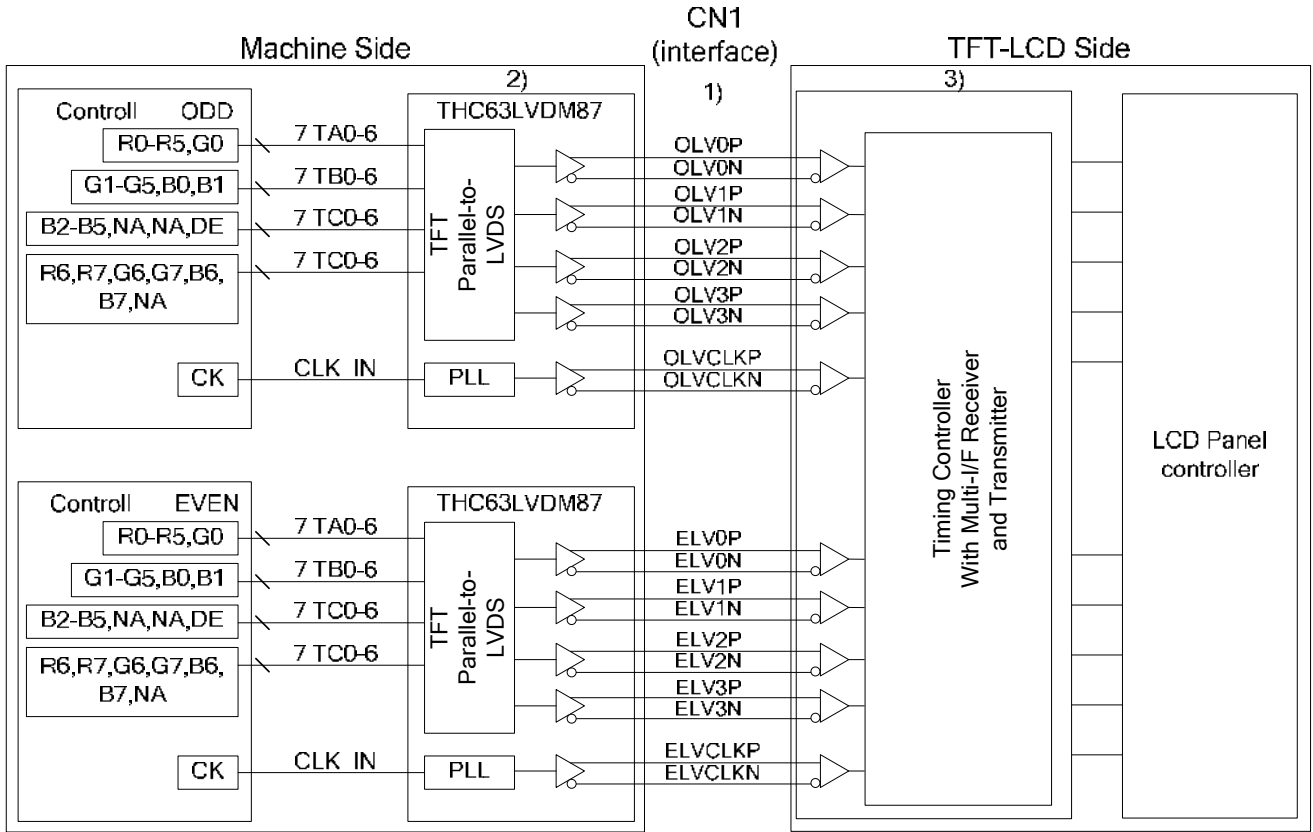 CN1
(interface)
1)
Machine Side
TFT-LCD Side
2)
3)
Controll ODD
R0-R5,G0
G1-G5,B0,B1
B2-B5,NA,NA,DE
R6,R7,G6,G7,B6,
B7,NA
CK
7 TA0-6
7 TB0-6
7 TC0-6
7 TC0-6
CLK IN
THC63LVDM87
TFT
Parallel-to-
LVDS
PLL
OLV0P
OLV0N
OLV1P
OLV1N
OLV2P
OLV2N
OLV3P
OLV3N
OLVCLKP
OLVCLKN
Controll EVEN
R0-R5,G0
G1-G5,B0,B1
B2-B5,NA,NA,DE
R6,R7,G6,G7,B6,
B7,NA
CK
7 TA0-6
7 TB0-6
7 TC0-6
7 TC0-6
CLK IN
THC63LVDM87
TFT
Parallel-to-
LVDS
PLL
ELV0P
ELV0N
ELV1P
ELV1N
ELV2P
ELV2N
ELV3P
ELV3N
ELVCLKP
ELVCLKN
Timing Controller
With Multi-I/F Receiver
and Transmitter
LCD Panel
controller